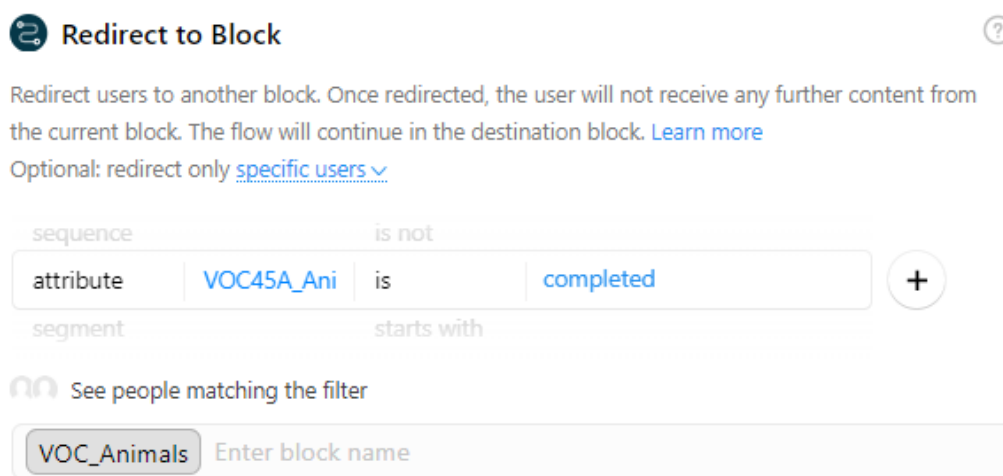 Redirect to Block
?
Redirect users to another block. Once redirected, the user will not receive any further content from
the current block. The flow will continue in the destination block. Learn more
Optional: redirect only specific users
sequence is not
attribute VOC45A_Ani is completed +
segment starts with
See people matching the filter
VOC_Animals Enter block name